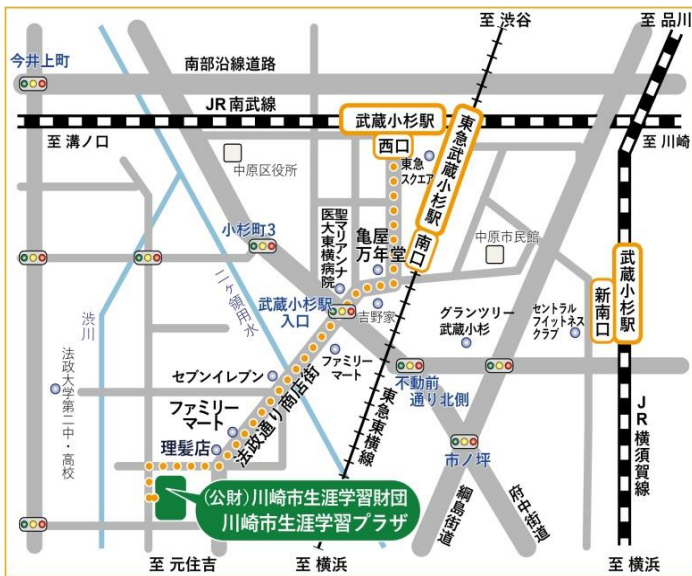 至 渋谷
至 品川
今井上町
南部沿線道路
JR南武線
武蔵小杉駅
至 溝ノ口
西口
至 川崎
中原区役所
東急
スクエア
東急武蔵小杉駅
小杉町3
聖マリアンナ
医大東横病院
亀屋
万年堂
南口
中原市民館
武蔵小杉駅
新南口
渋川
二ヶ領用水
武蔵小杉駅
入口
吉野家
グランツリー
武蔵小杉
セントラル
フィットネス
クラブ
法政大学第二中・高校
セブンイレブン
ファミリー
マート
不動前
通り北側
ファミリー
マート
法政通り商店街
東急東横線
JR横須賀線
理髪店
市ノ坪
(公財)川崎市生涯学習財団
川崎市生涯学習プラザ
綱島街道
府中街道
至 元住吉
至 横浜
至 横浜